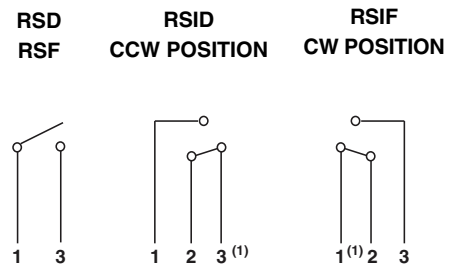 RSD
RSF
RSID
CCW POSITION
RSIF
CW POSITION
1 3
1 2 3 (1)
1 (1) 2 3